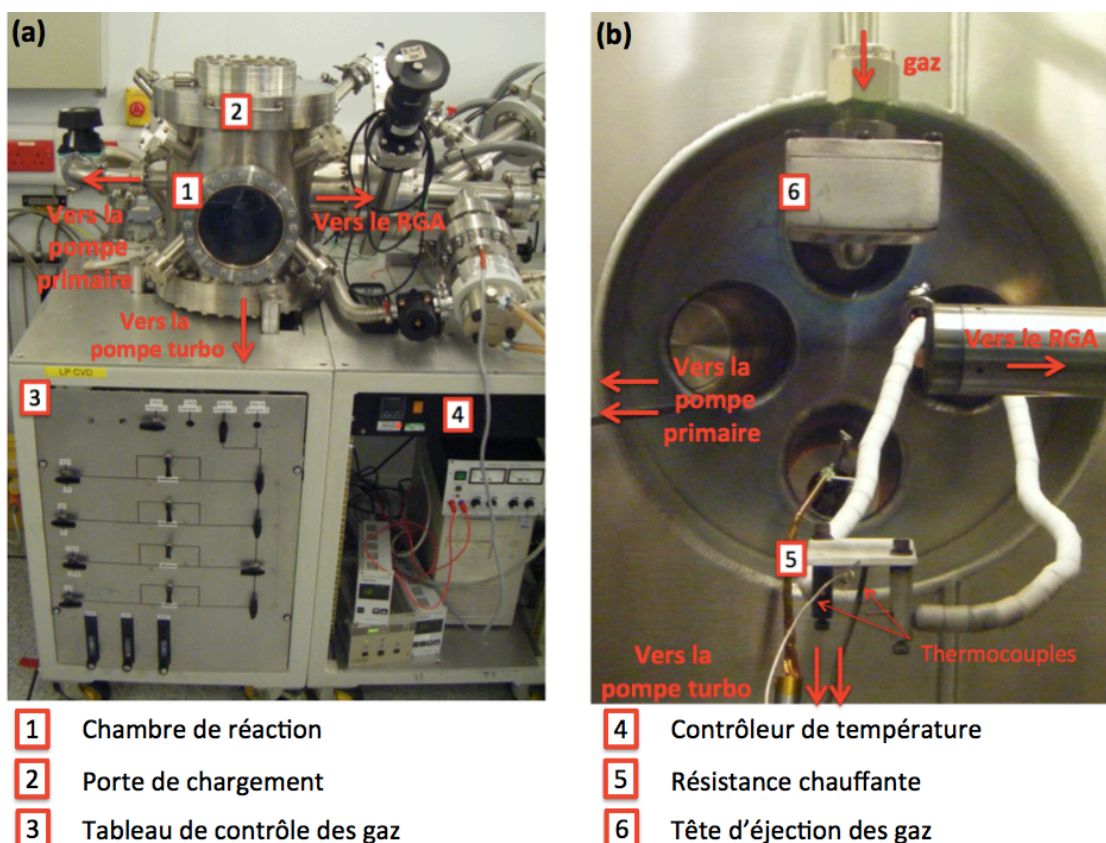 (a)
2
1
Vers la
pompe
primaire
Vers le RGA
Vers la
pompe turbo
LP CVD
3
4
(b)
gaz
6
Vers le RGA
Vers la
pompe
primaire
5
Thermocouples
Vers la
pompe turbo
1 Chambre de réaction
2 Porte de chargement
3 Tableau de contrôle des gaz
4 Contrôleur de température
5 Résistance chauffante
6 Tête d'éjection des gaz